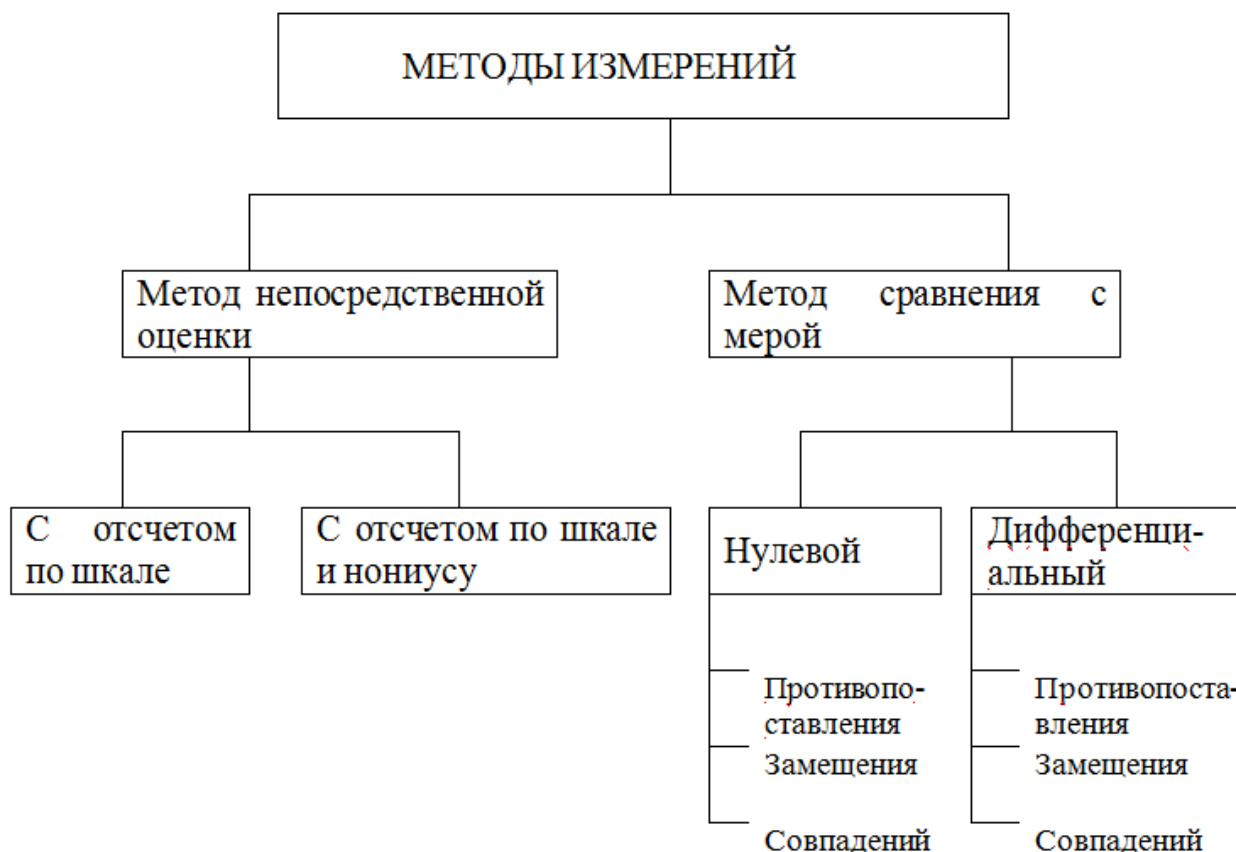 МЕТОДЫ ИЗМЕРЕНИЙ
Метод непосредственной
оценки
Метод сравнения с
мерой
С отсчетом
по шкале
С отсчетом по шкале
и нониусу
Нулевой
Дифференци-
альный
Противопо-
ставления
Замещения
Совпадений
Противопоста-
вления
Замещения
Совпадений